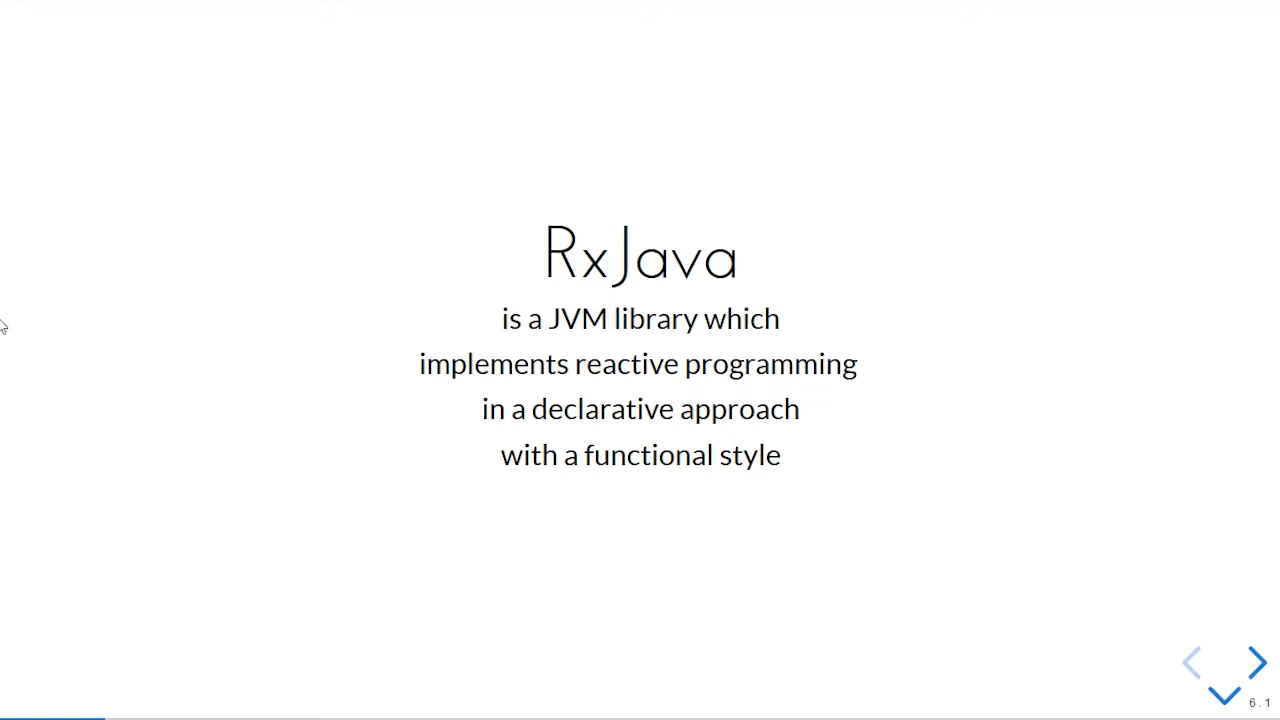 RxJava
is a JVM library which
implements reactive programming
in a declarative approach
with a functional style
6.1